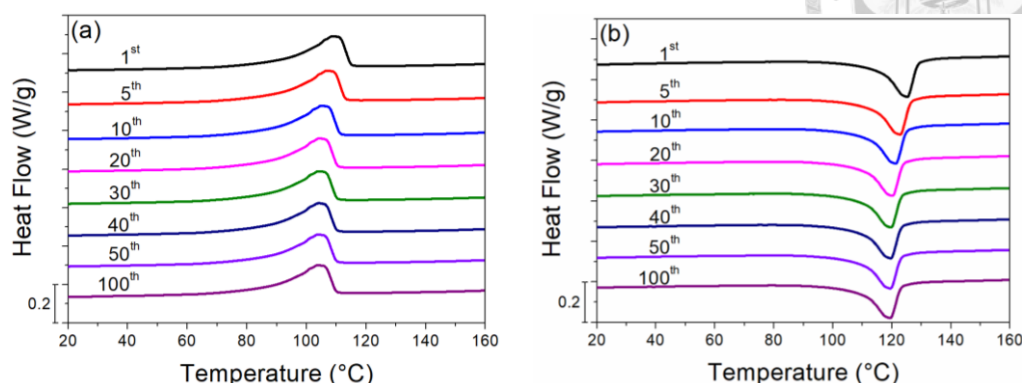 (a)
1st
5th
10th
20th
30th
40th
50th
100th
Heat Flow (W/g)
0.2
20 40 60 80 100 120 140 160
Temperature (°C)
(b)
1st
5th
10th
20th
30th
40th
50th
100th
Heat Flow (W/g)
0.2
20 40 60 80 100 120 140 160
Temperature (°C)